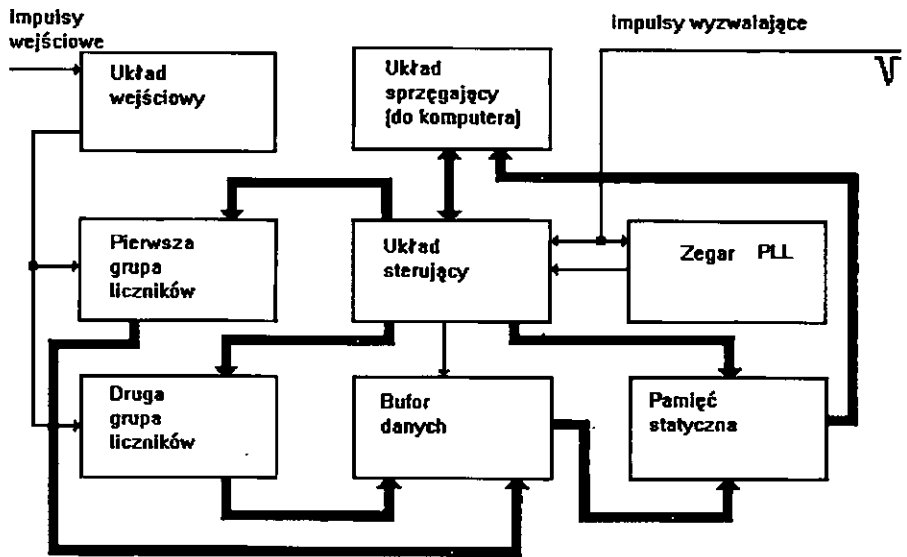 impulsy
wejściowe
impulsy wyzwalające
Układ
wejściowy
Układ
sprzęgający
(do komputera)
Pierwsza
grupa
liczników
Układ
sterujący
Zegar PLL
Druga
grupa
liczników
Bufor
danych
Pamięć
statyczna